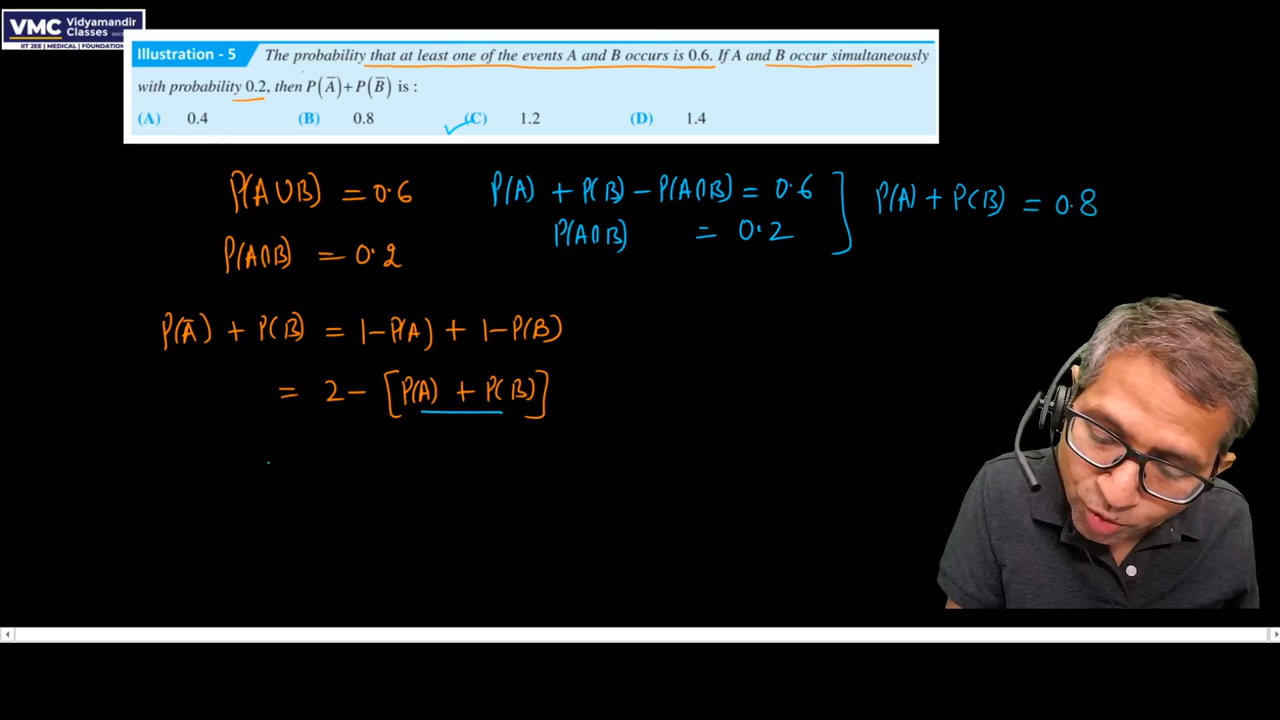 VMC Vidyamandir Classes
IIT JEE | MEDICAL | FOUNDATION
Illustration - 5 The probability that at least one of the events A and B occurs is 0.6. If A and B occur simultaneously
with probability 0.2, then P(A̅)+P(B̅) is :
(A) 0.4 (B) 0.8 (C) 1.2 (D) 1.4
P(A∪B) = 0.6
P(A∩B) = 0.2
P(A) + P(B) − P(A∩B) = 0.6
P(A∩B) = 0.2
P(A) + P(B) = 0.8
P(A̅) + P(B̅) = 1−P(A) + 1−P(B)
= 2 − [P(A) + P(B)]